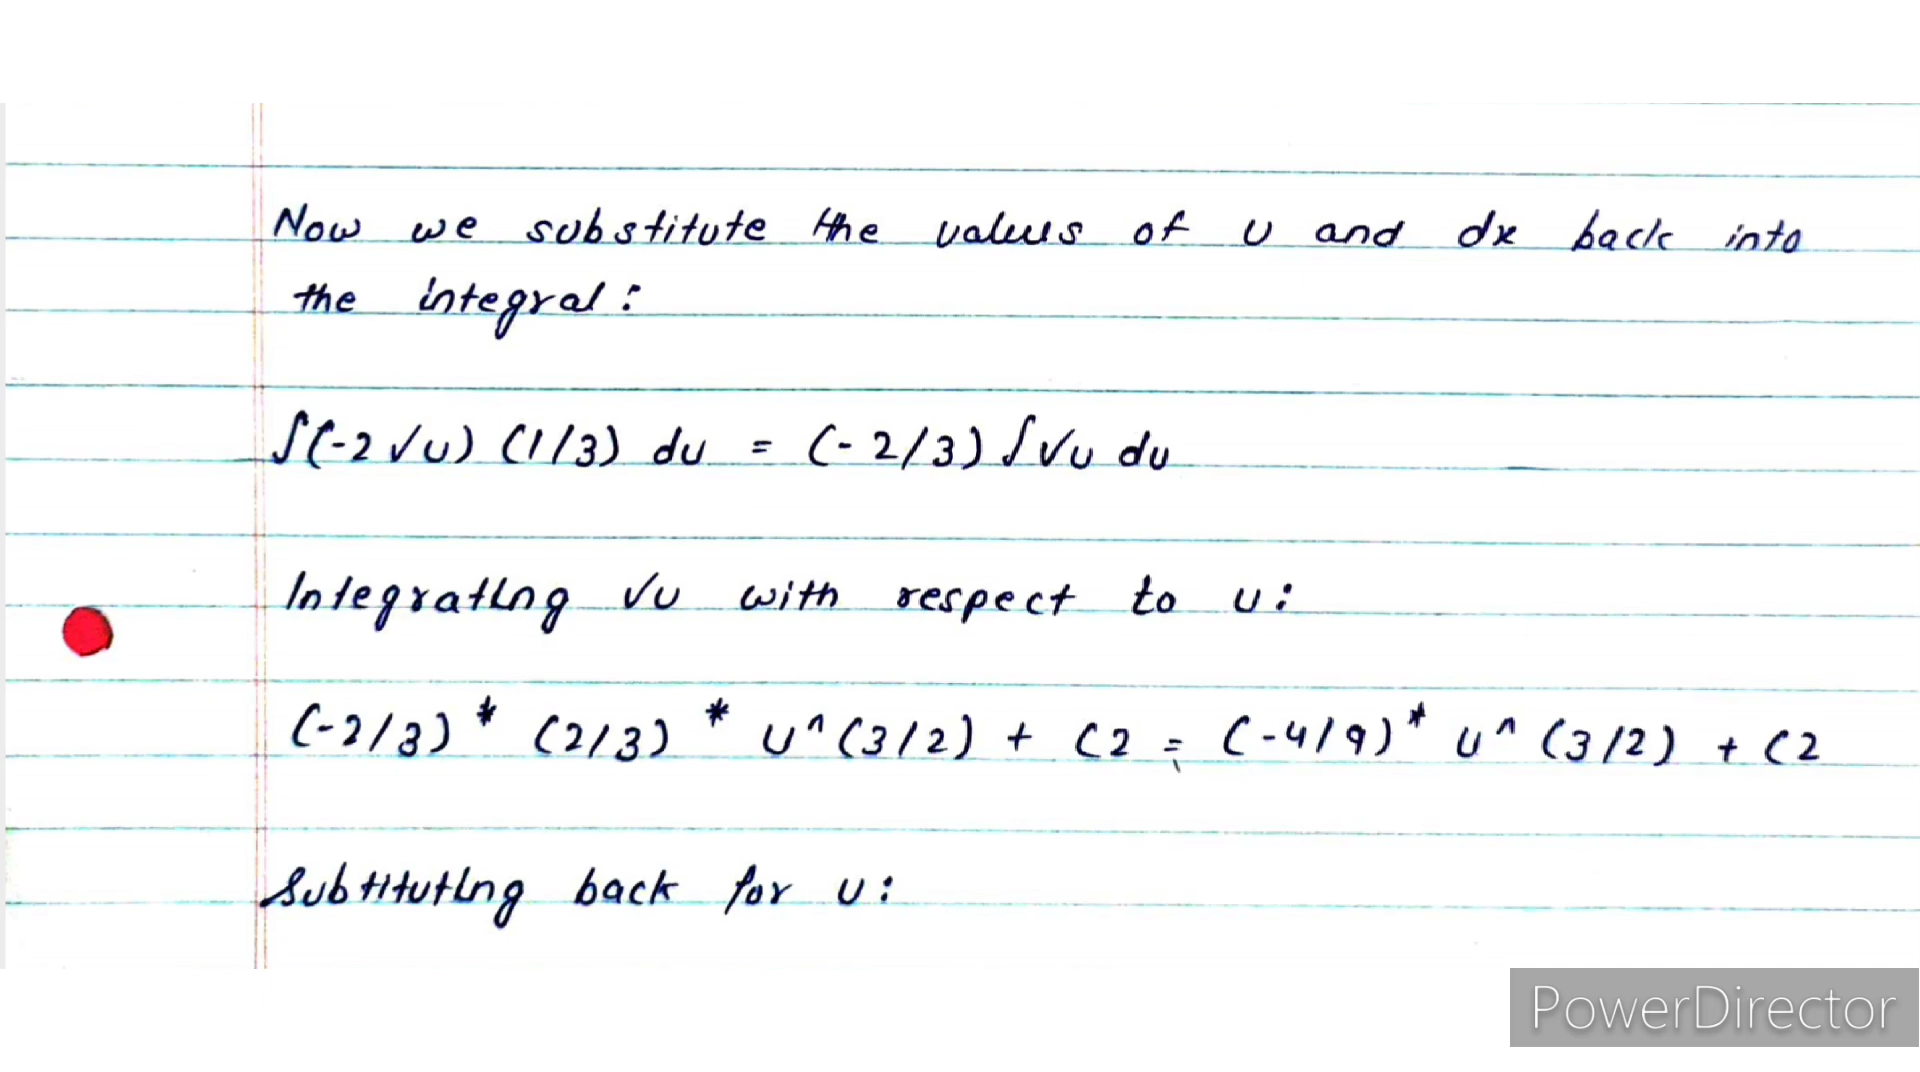 Now we substitute the values of u and dx back into
the integral:
∫(-2√u) (1/3) du = (-2/3) ∫√u du
Integrating √u with respect to u:
(-2/3) * (2/3) * u^(3/2) + C2 = (-4/9) * u^(3/2) + C2
Subtituting back for u:
PowerDirector